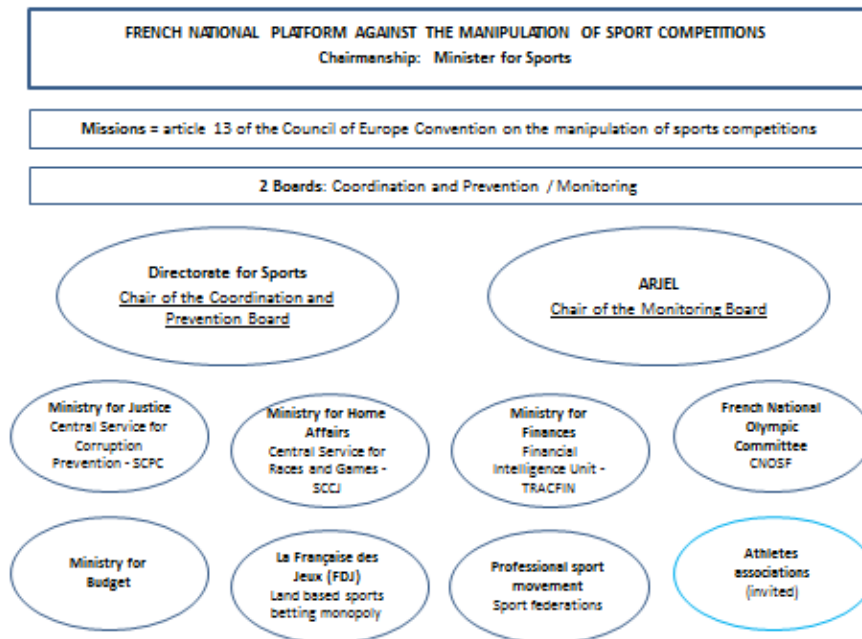 FRENCH NATIONAL PLATFORM AGAINST THE MANIPULATION OF SPORT COMPETITIONS
Chairmanship: Minister for Sports
Missions = article 13 of the Council of Europe Convention on the manipulation of sports competitions
2 Boards: Coordination and Prevention / Monitoring
Directorate for Sports
Chair of the Coordination and
Prevention Board
ARJEL
Chair of the Monitoring Board
Ministry for Justice
Central Service for
Corruption
Prevention - SCPC
Ministry for Home
Affairs
Central Service for
Races and Games -
SCCJ
Ministry for
Finances
Financial
Intelligence Unit -
TRACFIN
French National
Olympic
Committee
CNOSF
Ministry for
Budget
La Française des
Jeux (FDJ)
Land based sports
betting monopoly
Professional sport
movement
Sport federations
Athletes
associations
(invited)